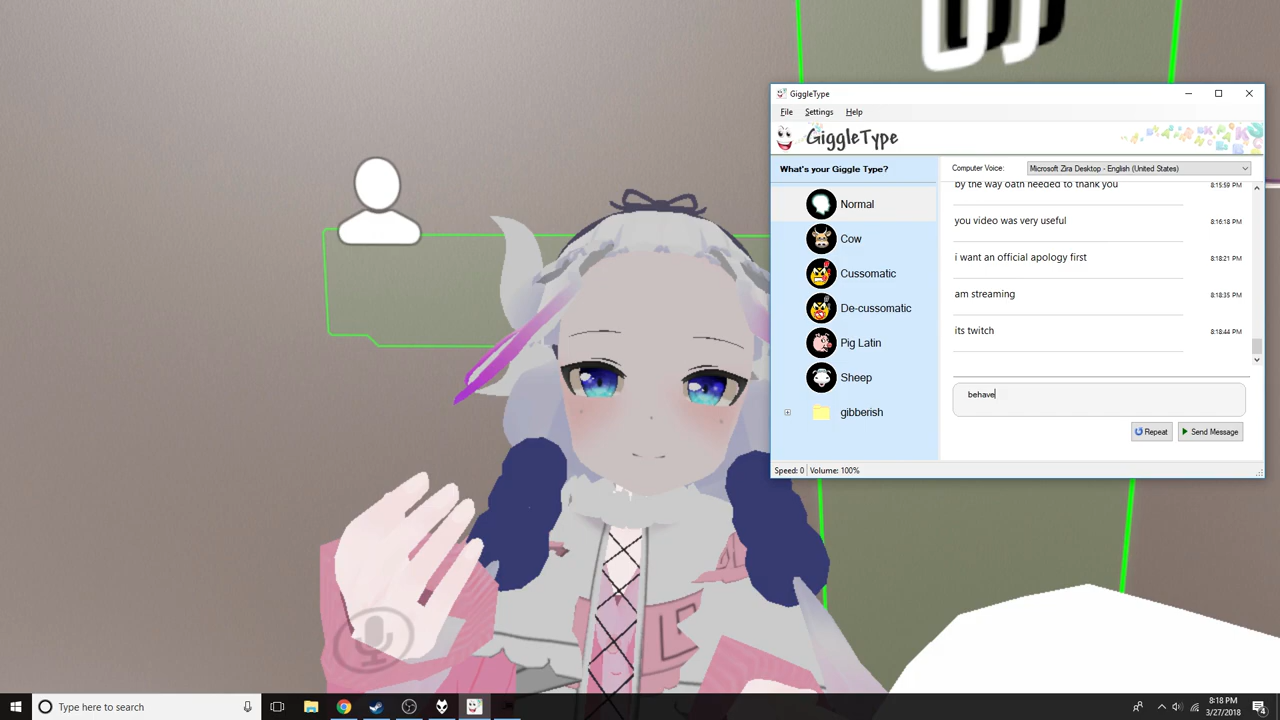 GiggleType
File Settings Help
GiggleType
What's your Giggle Type?
Computer Voice:
Microsoft Zira Desktop - English (United States)
Normal
Cow
Cussomatic
De-cussomatic
Pig Latin
Sheep
gibberish
by the way oath needed to thank you 8:15:59 PM
you video was very useful 8:16:18 PM
i want an official apology first 8:18:21 PM
am streaming 8:18:35 PM
its twitch 8:18:44 PM
behave
Repeat Send Message
Speed: 0 Volume: 100%
Type here to search
8:18 PM
3/27/2018
4